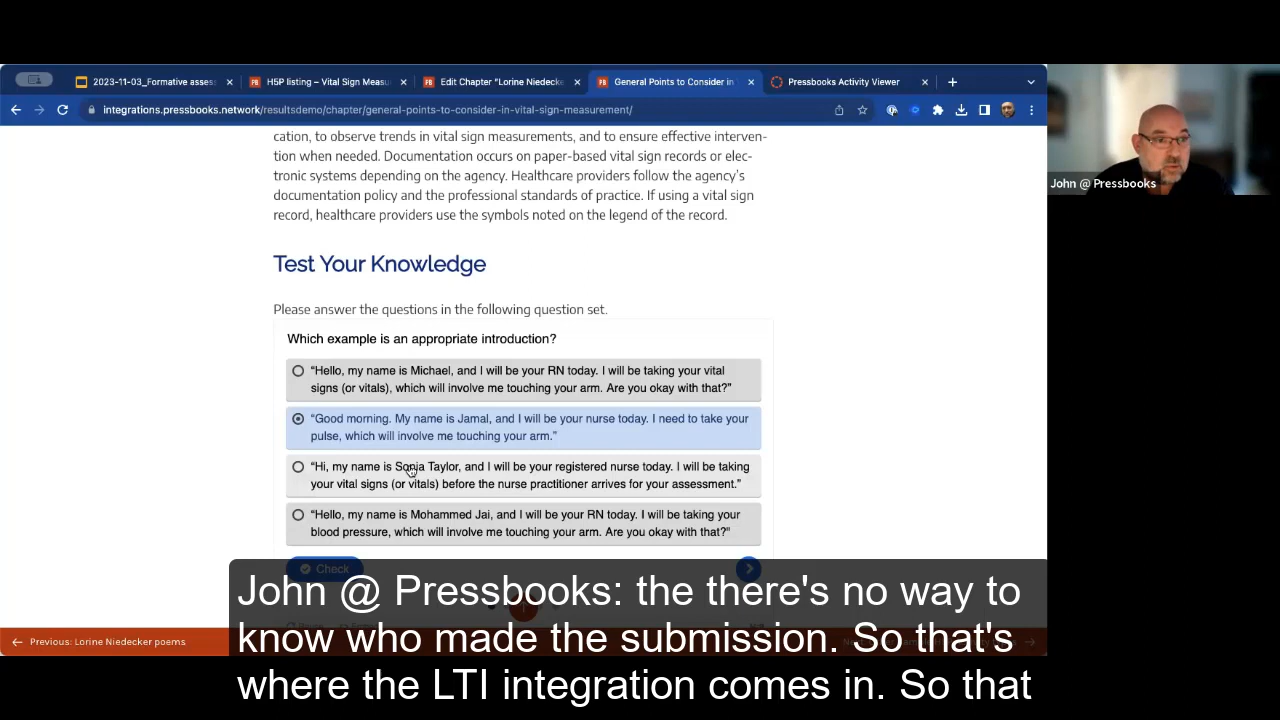 2023-11-03_Formative asses
H5P listing – Vital Sign Measu
Edit Chapter "Lorine Niedecke
General Points to Consider in
Pressbooks Activity Viewer
integrations.pressbooks.network/resultsdemo/chapter/general-points-to-consider-in-vital-sign-measurement/
cation, to observe trends in vital sign measurements, and to ensure effective interven-
tion when needed. Documentation occurs on paper-based vital sign records or elec-
tronic systems depending on the agency. Healthcare providers follow the agency's
documentation policy and the professional standards of practice. If using a vital sign
record, healthcare providers use the symbols noted on the legend of the record.
Test Your Knowledge
Please answer the questions in the following question set.
Which example is an appropriate introduction?
"Hello, my name is Michael, and I will be your RN today. I will be taking your vital
signs (or vitals), which will involve me touching your arm. Are you okay with that?"
"Good morning. My name is Jamal, and I will be your nurse today. I need to take your
pulse, which will involve me touching your arm."
"Hi, my name is Sonja Taylor, and I will be your registered nurse today. I will be taking
your vital signs (or vitals) before the nurse practitioner arrives for your assessment."
"Hello, my name is Mohammed Jai, and I will be your RN today. I will be taking your
blood pressure, which will involve me touching your arm. Are you okay with that?"
Check
← Previous: Lorine Niedecker poems
John @ Pressbooks
John @ Pressbooks: the there's no way to
know who made the submission. So that's
where the LTI integration comes in. So that